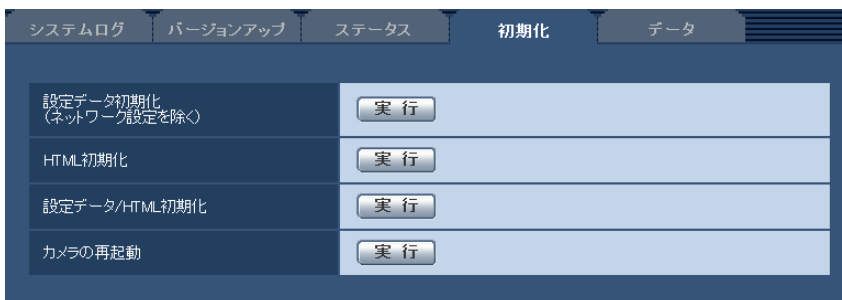 システムログ バージョンアップ ステータス 初期化 データ
設定データ初期化
(ネットワーク設定を除く)
実 行
HTML初期化
実 行
設定データ/HTML初期化
実 行
カメラの再起動
実 行